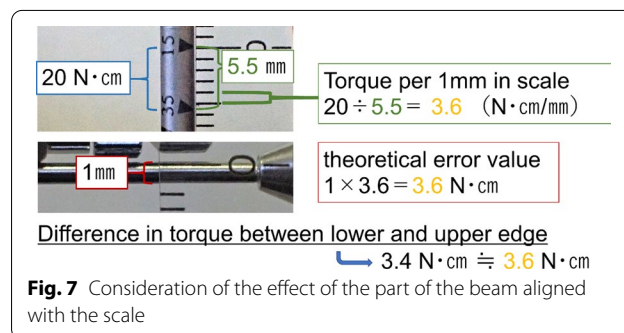 15
20 N･cm
5.5 mm
35
0
Torque per 1mm in scale
20÷5.5＝ 3.6 （N･cm/mm）
1mm
0
theoretical error value
1×3.6＝3.6 N･cm
Difference in torque between lower and upper edge
3.4 N･cm ≒ 3.6 N･cm
Fig. 7 Consideration of the effect of the part of the beam aligned
with the scale